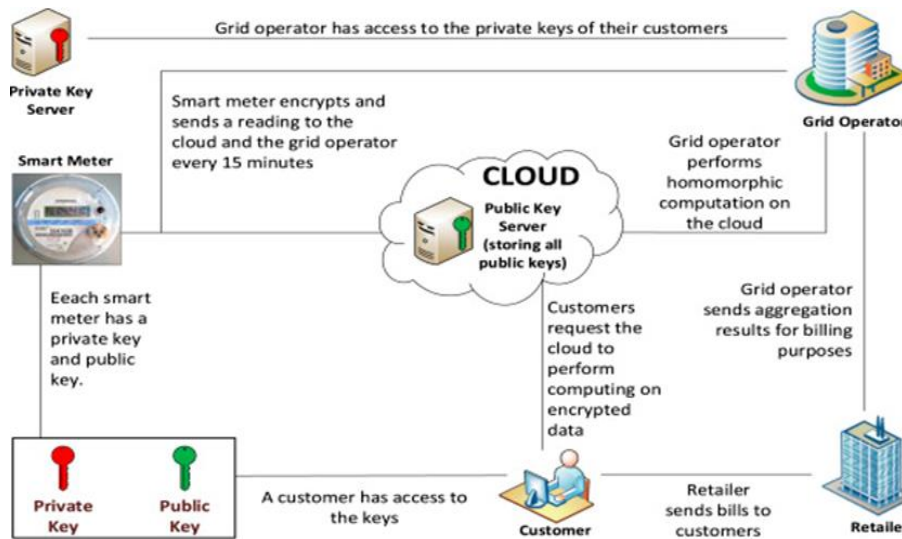 Grid operator has access to the private keys of their customers
Private Key
Server
Grid Operator
Smart meter encrypts and
sends a reading to the
cloud and the grid operator
every 15 minutes
Smart Meter
CLOUD
Public Key
Server
(storing all
public keys)
Grid operator
performs
homomorphic
computation on
the cloud
Eeach smart
meter has a
private key
and public
key.
Customers
request the
cloud to
perform
computing on
encrypted
data
Grid operator
sends aggregation
results for billing
purposes
Private
Key
Public
Key
A customer has access to
the keys
Customer
Retailer
sends bills to
customers
Retailer